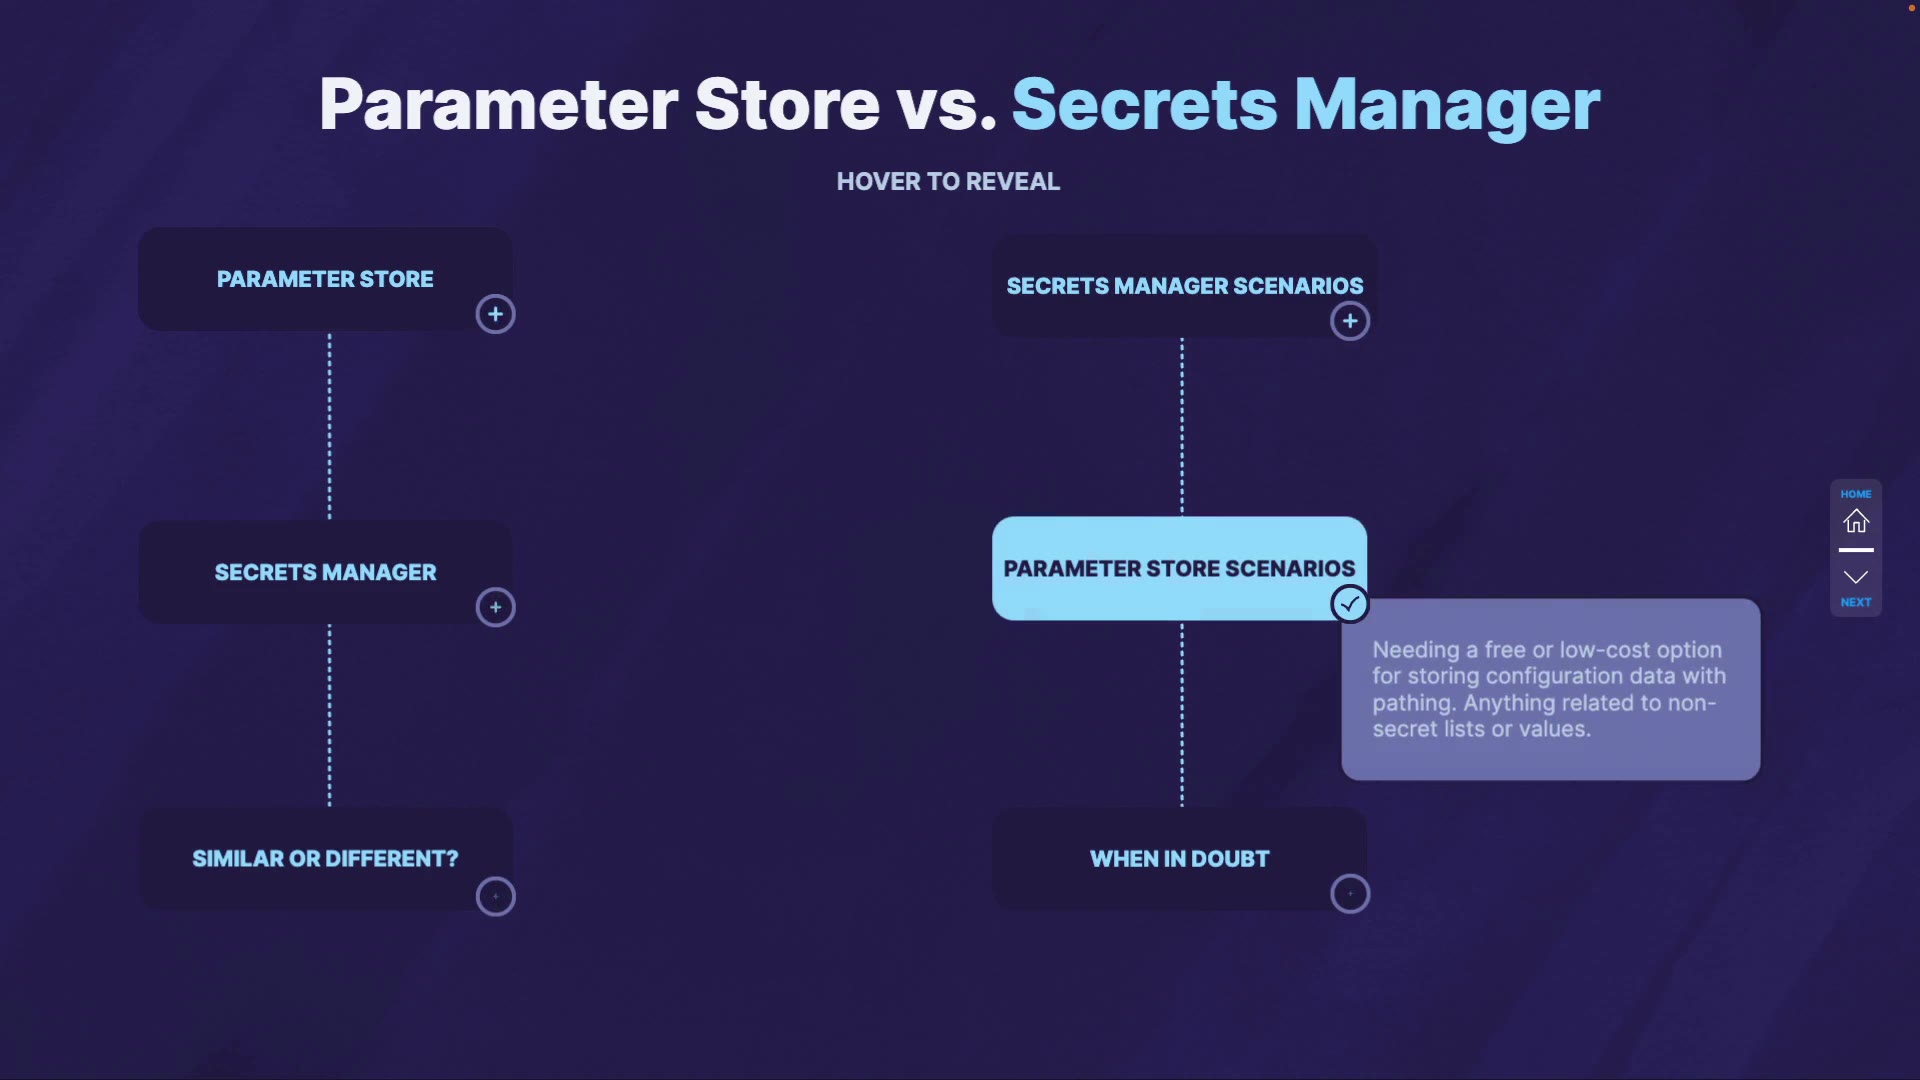 Parameter Store vs. Secrets Manager
HOVER TO REVEAL
PARAMETER STORE
SECRETS MANAGER
SIMILAR OR DIFFERENT?
SECRETS MANAGER SCENARIOS
PARAMETER STORE SCENARIOS
Needing a free or low-cost option
for storing configuration data with
pathing. Anything related to non-
secret lists or values.
WHEN IN DOUBT
HOME
NEXT